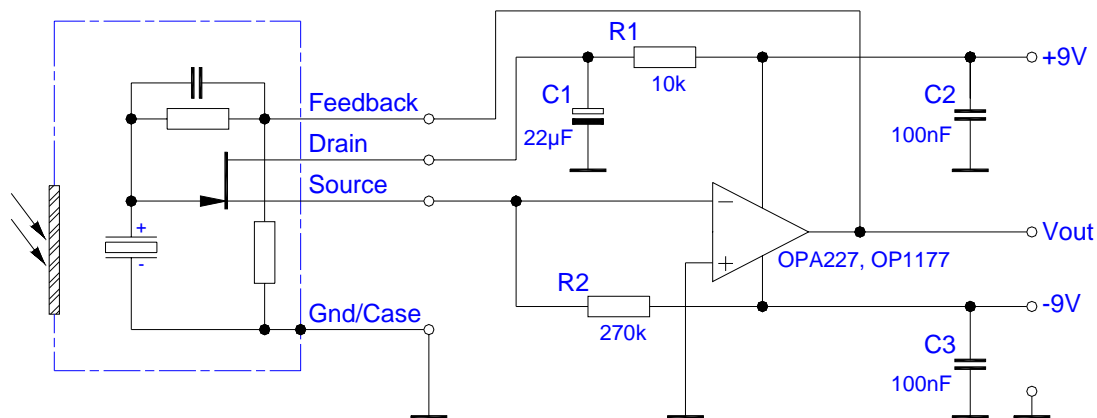 R1
10k
+9V
C1
22µF
C2
100nF
Feedback
Drain
Source
+
-
−
+
OPA227, OP1177
Vout
R2
270k
Gnd/Case
-9V
C3
100nF